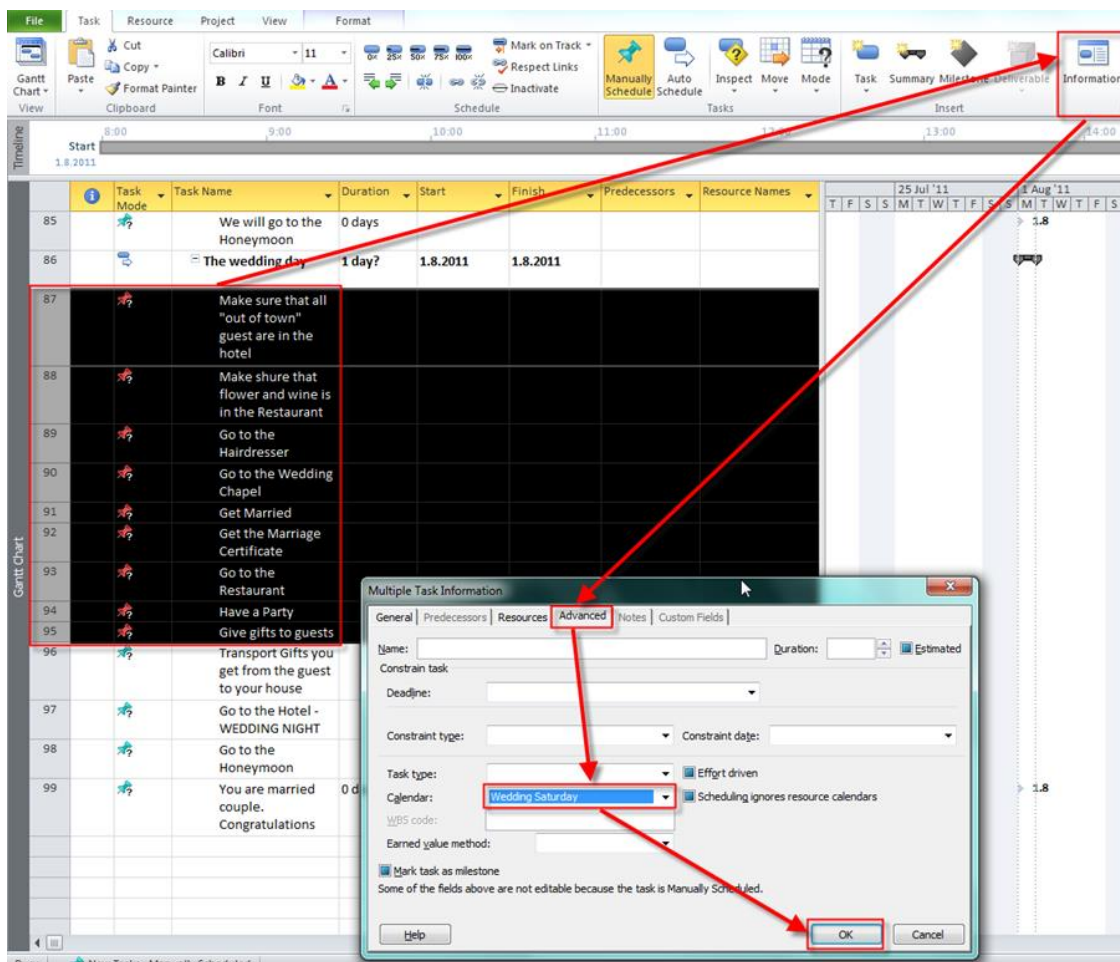 File Task Resource Project View Format
Cut
Copy
Format Painter
Paste
Gantt Chart
Calibri 11
B I U A
0% 25% 50% 75% 100%
Mark on Track
Respect Links
Inactivate
Manually Schedule
Auto Schedule
Inspect Move Mode
Task Summary Milestone Deliverable Information
View Clipboard Font Schedule Tasks Insert
Timeline
8:00 9:00 10:00 11:00 12:00 13:00 14:00
Start
1.8.2011
Task Mode
Task Name Duration Start Finish Predecessors Resource Names
25 Jul '11 1 Aug '11
T F S S M T W T F S S M T W T F S
Gantt Chart
85 We will go to the 0 days 1.8
Honeymoon
86 The wedding day 1 day? 1.8.2011 1.8.2011
87 Make sure that all
"out of town"
guest are in the
hotel
88 Make shure that
flower and wine is
in the Restaurant
89 Go to the
Hairdresser
90 Go to the Wedding
Chapel
91 Get Married
92 Get the Marriage
Certificate
93 Go to the
Restaurant
94 Have a Party
95 Give gifts to guests
96 Transport Gifts you
get from the guest
to your house
97 Go to the Hotel -
WEDDING NIGHT
98 Go to the
Honeymoon
99 You are married 0 d 1.8
couple.
Congratulations
Multiple Task Information
General Predecessors Resources Advanced Notes Custom Fields
Name: Duration: Estimated
Constrain task
Deadline:
Constraint type: Constraint date:
Task type: Effort driven
Calendar: Wedding Saturday Scheduling ignores resource calendars
WBS code:
Earned value method:
Mark task as milestone
Some of the fields above are not editable because the task is Manually Scheduled.
Help OK Cancel